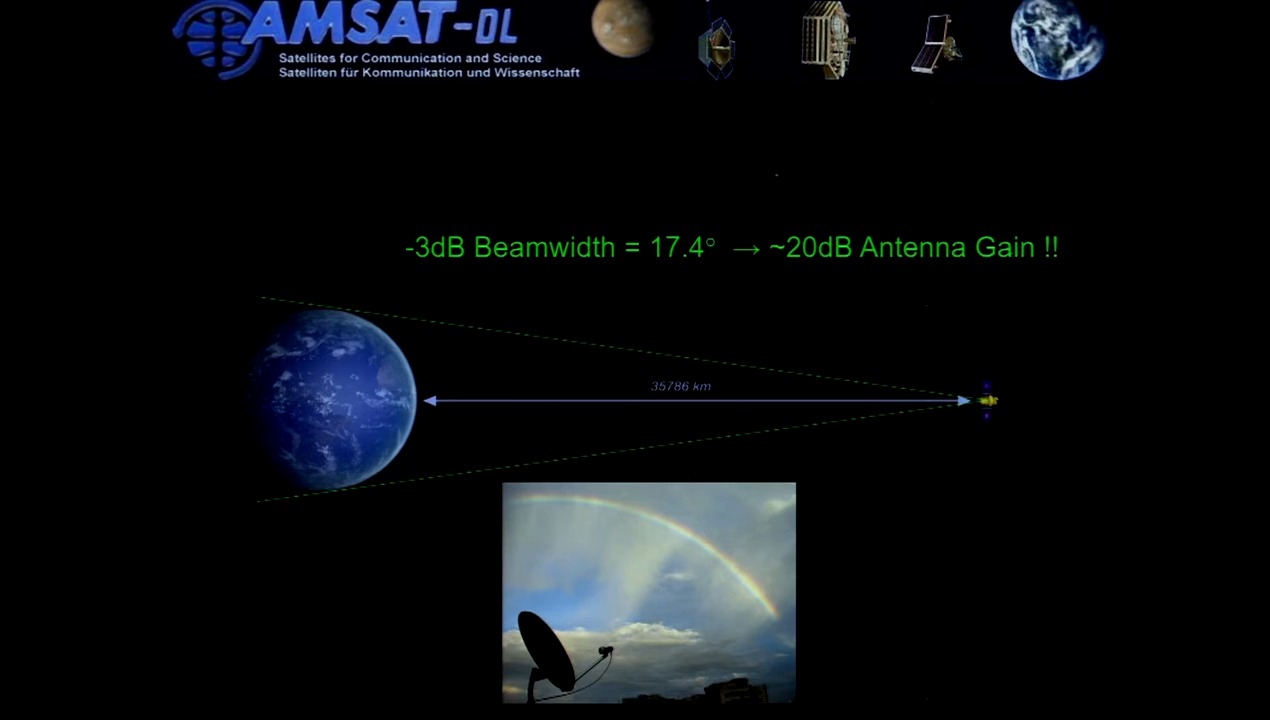 AMSAT-DL
Satellites for Communication and Science
Satelliten für Kommunikation und Wissenschaft
-3dB Beamwidth = 17.4° → ~20dB Antenna Gain !!
35786 km